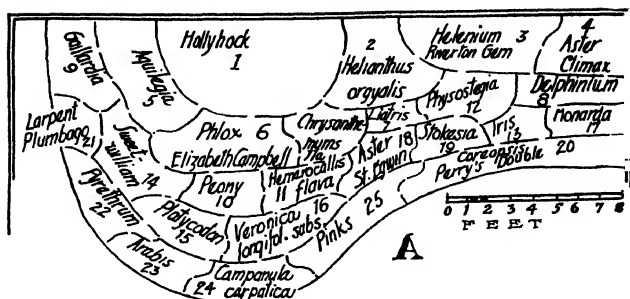 Hollyhock
1
2
Helianthus
orgyalis
Helenium 3
Riverton Gem
4
Aster
Climax
Gaillardia
9
Aquilegia
5
Phlox 6
Elizabeth Campbell
Chrysanthe
mums
11a
Liatris
7
Physostegia
12
Delphinium
8
Monarda
17
Larpent
Plumbago 21
Sweet-
william
14
Peony
10
Hemerocallis
11 flava
Aster 18
St. Egwin
Stokesia
19
Iris
13
Coreopsis 20
Perry's Double
Pyrethrum
22
Platycodon
15
Veronica 16
longifol. subs.
Pinks 25
Arabis
23
24 Campanula
carpatica
A
0 1 2 3 4 5 6 7 8
FEET